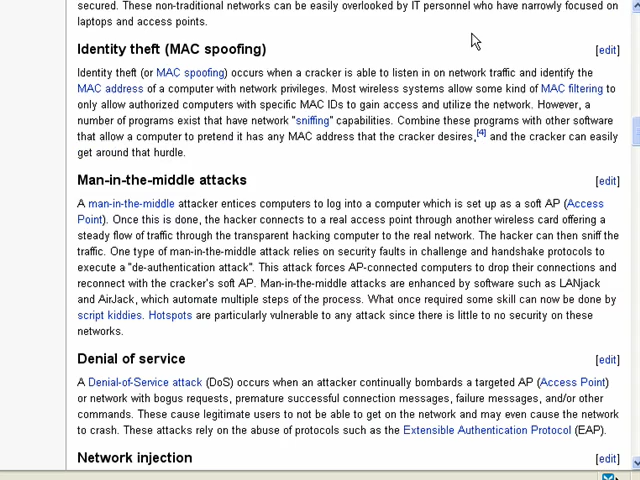 secured. These non-traditional networks can be easily overlooked by IT personnel who have narrowly focused on
laptops and access points.
Identity theft (MAC spoofing) [edit]
Identity theft (or MAC spoofing) occurs when a cracker is able to listen in on network traffic and identify the
MAC address of a computer with network privileges. Most wireless systems allow some kind of MAC filtering to
only allow authorized computers with specific MAC IDs to gain access and utilize the network. However, a
number of programs exist that have network "sniffing" capabilities. Combine these programs with other software
that allow a computer to pretend it has any MAC address that the cracker desires,[4] and the cracker can easily
get around that hurdle.
Man-in-the-middle attacks [edit]
A man-in-the-middle attacker entices computers to log into a computer which is set up as a soft AP (Access
Point). Once this is done, the hacker connects to a real access point through another wireless card offering a
steady flow of traffic through the transparent hacking computer to the real network. The hacker can then sniff the
traffic. One type of man-in-the-middle attack relies on security faults in challenge and handshake protocols to
execute a "de-authentication attack". This attack forces AP-connected computers to drop their connections and
reconnect with the cracker's soft AP. Man-in-the-middle attacks are enhanced by software such as LANjack
and AirJack, which automate multiple steps of the process. What once required some skill can now be done by
script kiddies. Hotspots are particularly vulnerable to any attack since there is little to no security on these
networks.
Denial of service [edit]
A Denial-of-Service attack (DoS) occurs when an attacker continually bombards a targeted AP (Access Point)
or network with bogus requests, premature successful connection messages, failure messages, and/or other
commands. These cause legitimate users to not be able to get on the network and may even cause the network
to crash. These attacks rely on the abuse of protocols such as the Extensible Authentication Protocol (EAP).
Network injection [edit]